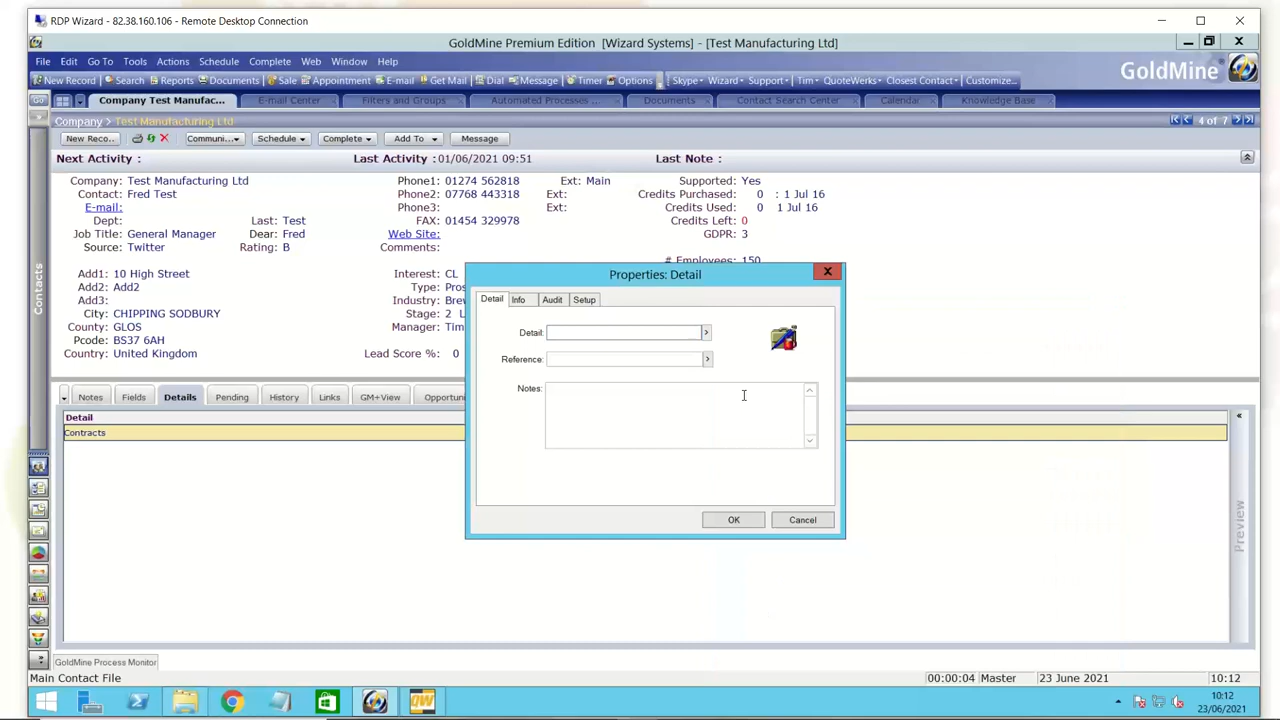 RDP Wizard - 82.38.160.106 - Remote Desktop Connection
GoldMine Premium Edition [Wizard Systems] - [Test Manufacturing Ltd]
File Edit Go To Tools Actions Schedule Complete Web Window Help
New Record Search Reports Documents Sale Appointment E-mail Get Mail Dial Message Timer Options Skype Wizard Support Tim QuoteWerks Closest Contact Customize...
GoldMine
Go Company Test Manufac... E-mail Center Filters and Groups Automated Processes ... Documents Contact Search Center Calendar Knowledge Base
Company > Test Manufacturing Ltd 4 of 7
New Reco... Communi... Schedule Complete Add To Message
Next Activity : Last Activity : 01/06/2021 09:51 Last Note :
Company: Test Manufacturing Ltd Phone1: 01274 562818 Ext: Main Supported: Yes
Contact: Fred Test Phone2: 07768 443318 Ext: Credits Purchased: 0 : 1 Jul 16
E-mail: Phone3: Ext: Credits Used: 0 1 Jul 16
Dept: Last: Test FAX: 01454 329978 Credits Left: 0
Job Title: General Manager Dear: Fred Web Site: GDPR: 3
Source: Twitter Rating: B Comments:
# Employees: 150
Add1: 10 High Street Interest: CL
Add2: Add2 Type: Pros
Add3: Industry: Brew
City: CHIPPING SODBURY Stage: 2
County: GLOS Manager: Tim
Postcode: BS37 6AH
Country: United Kingdom Lead Score %: 0
Contacts
Properties: Detail
Detail Info Audit Setup
Detail:
Reference:
Notes:
OK Cancel
Notes Fields Details Pending History Links GM+View Opportun
Detail
Contracts
Preview
GoldMine Process Monitor
Main Contact File 00:00:04 Master 23 June 2021 10:12
QW
10:12
23/06/2021